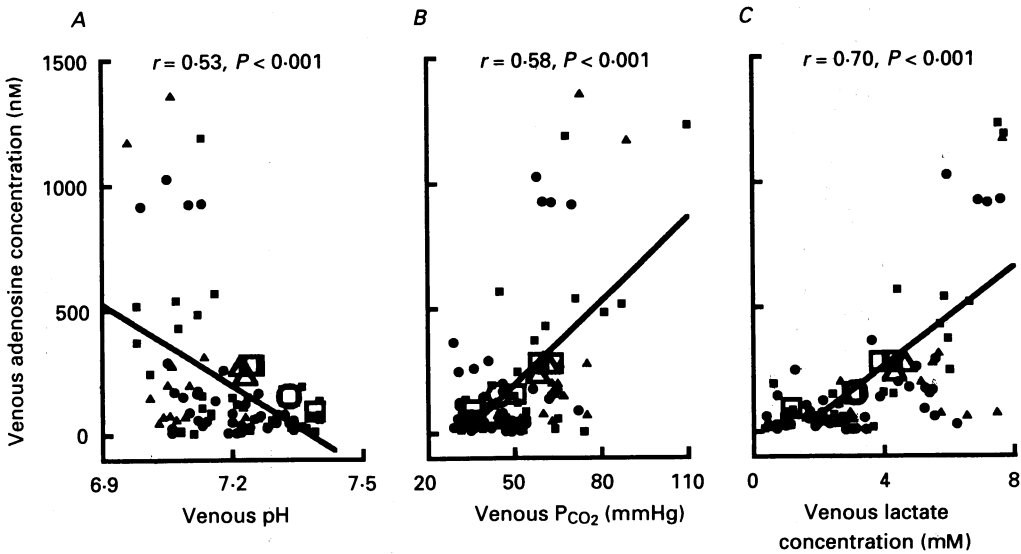 A
B
C
r = 0·53, P < 0·001
r = 0·58, P < 0·001
r = 0·70, P < 0·001
Venous adenosine concentration (nM)
1500
1000
500
0
6·9
7·2
7·5
20
50
80
110
0
4
8
Venous pH
Venous PCO2 (mmHg)
Venous lactate
concentration (mM)